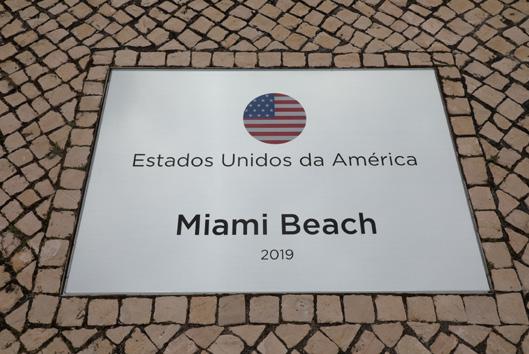 Estados Unidos da América
Miami Beach
2019